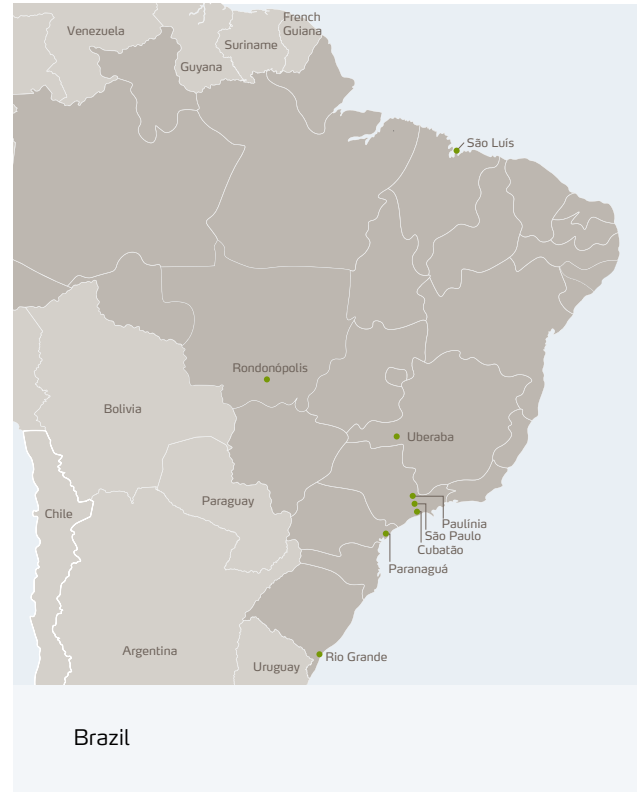 French
Guiana
Venezuela
Suriname
Guyana
São Luís
Rondonópolis
Bolivia
Uberaba
Paraguay
Chile
Paulínia
São Paulo
Cubatão
Paranaguá
Argentina
Rio Grande
Uruguay
Brazil